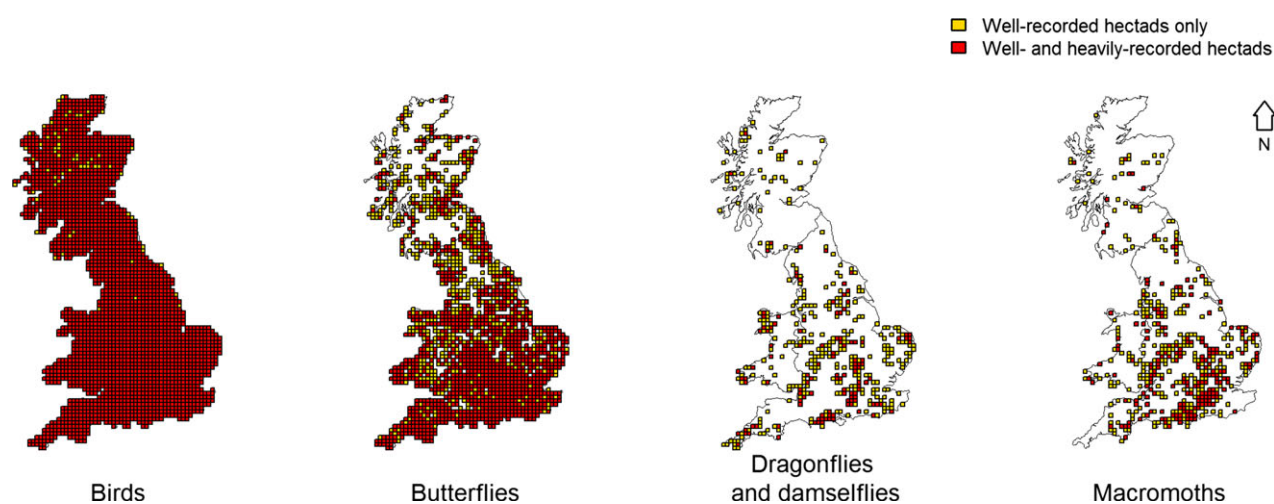 Well-recorded hectads only
Well- and heavily-recorded hectads
N
Birds
Butterflies
Dragonflies
and damselflies
Macromoths